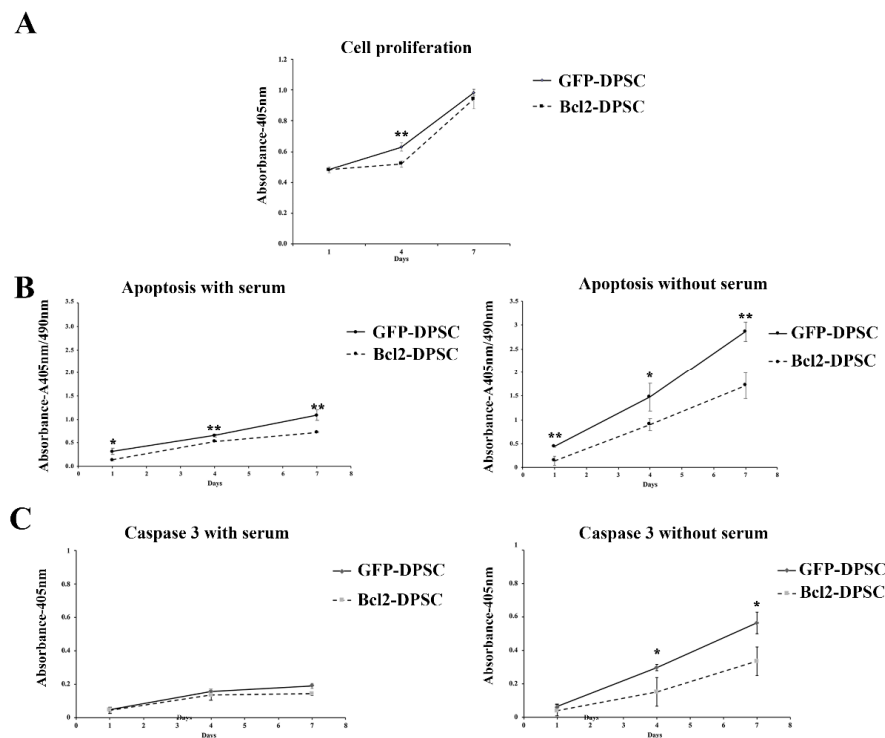 A
Cell proliferation
1.2
1.0
0.8
0.6
0.4
0.2
0.0
Absorbance-405nm
**
1 4 7
Days
GFP-DPSC
Bcl2-DPSC
B
Apoptosis with serum
3.5
3.0
2.5
2.0
1.5
1.0
0.5
0.0
Absorbance-A405nm/490nm
* ** **
0 1 2 3 4 5 6 7 8
Days
GFP-DPSC
Bcl2-DPSC
Apoptosis without serum
3.5
3
2.5
2
1.5
1
0.5
0
Absorbance-A405nm/490nm
** * **
0 1 2 3 4 5 6 7 8
Days
GFP-DPSC
Bcl2-DPSC
C
Caspase 3 with serum
1
0.8
0.6
0.4
0.2
0
Absorbance-405nm
0 1 2 Days 4 5 6 7 8
Days
GFP-DPSC
Bcl2-DPSC
Caspase 3 without serum
1
0.8
0.6
0.4
0.2
0
Absorbance-405nm
* *
0 1 Days 3 4 5 6 7 8
Days
GFP-DPSC
Bcl2-DPSC